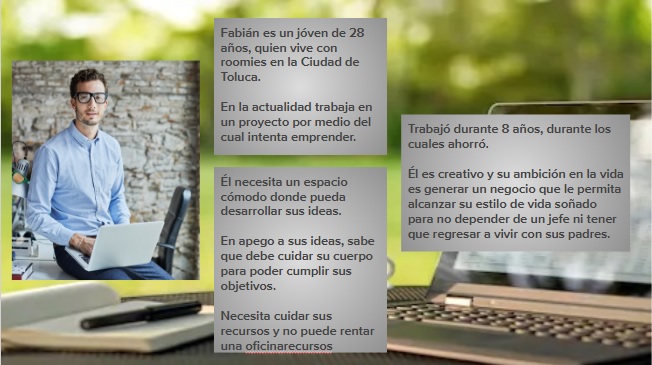 Fabián es un jóven de 28
años, quien vive con
roomies en la Ciudad de
Toluca.
En la actualidad trabaja en
un proyecto por medio del
cual intenta emprender.
Él necesita un espacio
cómodo donde pueda
desarrollar sus ideas.
En apego a sus ideas, sabe
que debe cuidar su cuerpo
para poder cumplir sus
objetivos.
Necesita cuidar sus
recursos y no puede rentar
una oficinarecursos
Trabajó durante 8 años, durante los
cuales ahorró.
Él es creativo y su ambición en la vida
es generar un negocio que le permita
alcanzar su estilo de vida soñado
para no depender de un jefe ni tener
que regresar a vivir con sus padres.